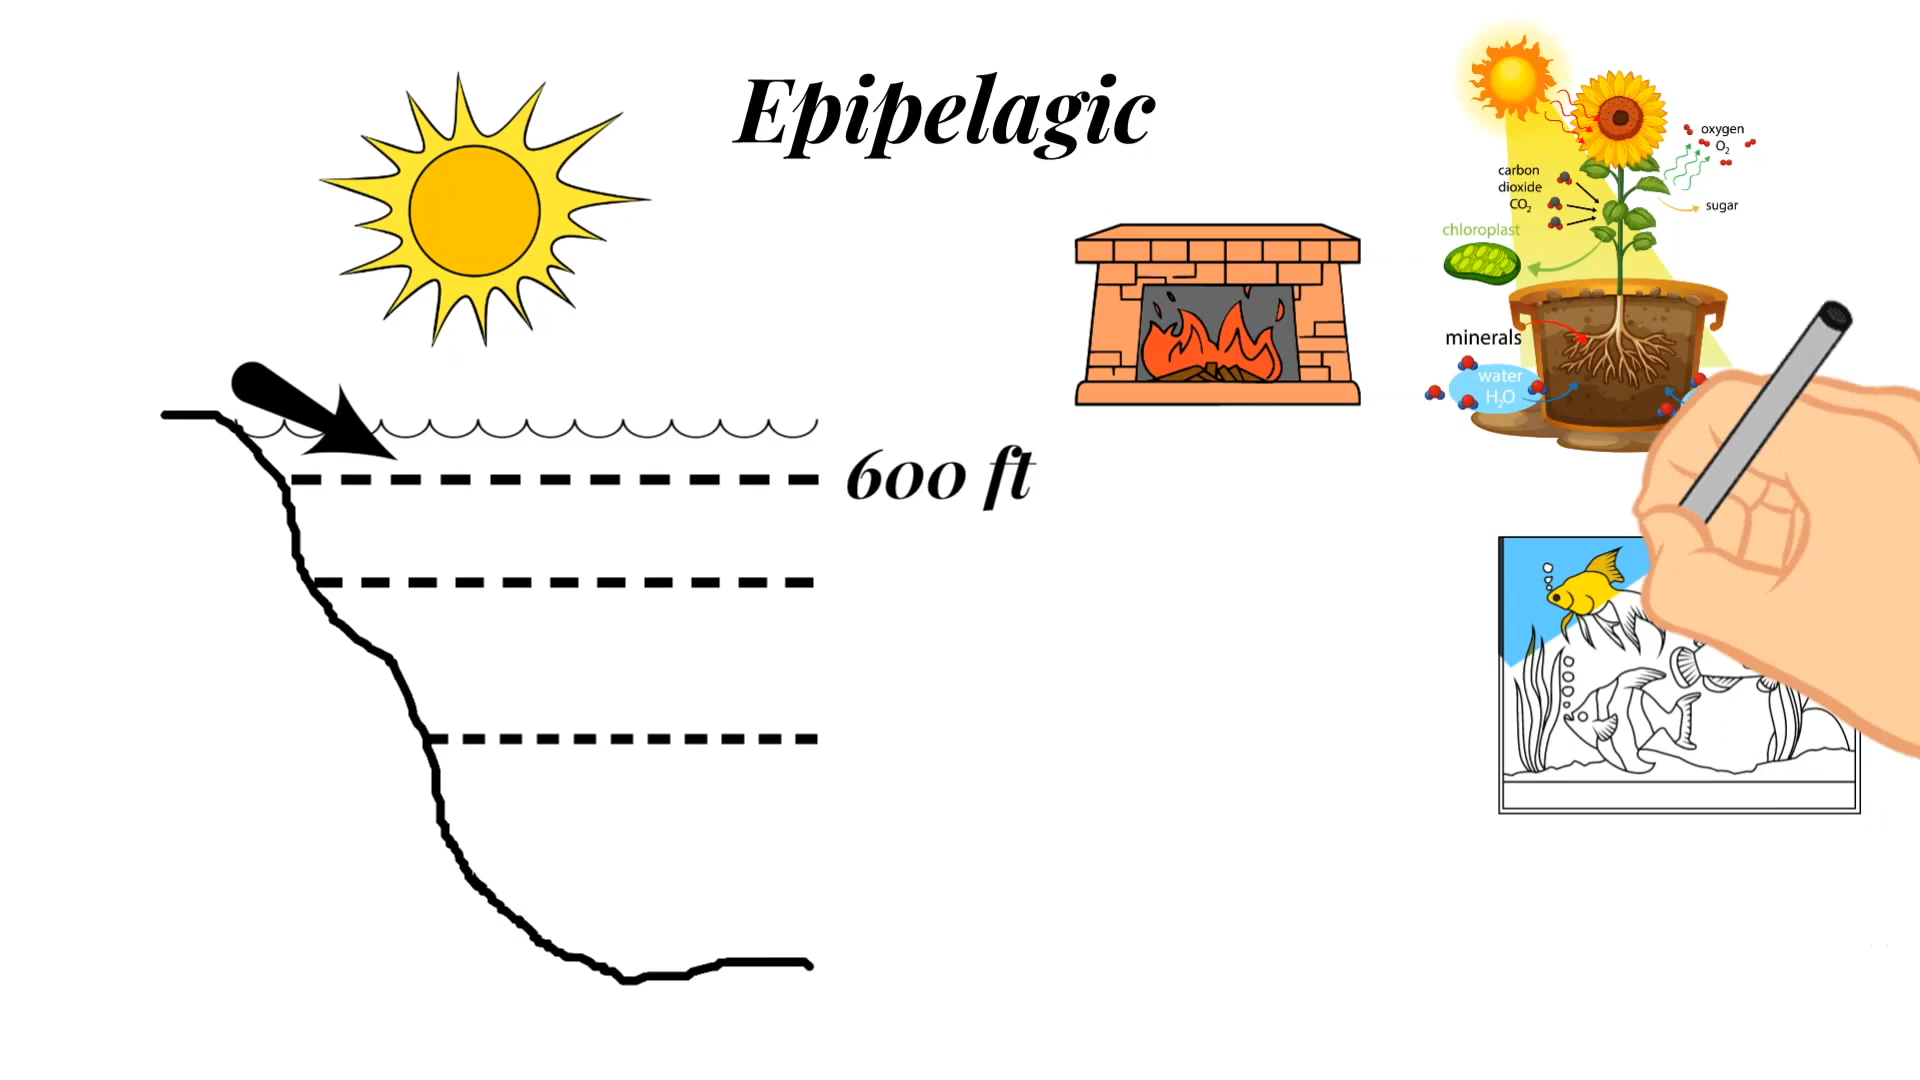 Epipelagic
600 ft
oxygen
O₂
carbon
dioxide
CO₂
sugar
chloroplast
minerals
water
H₂O